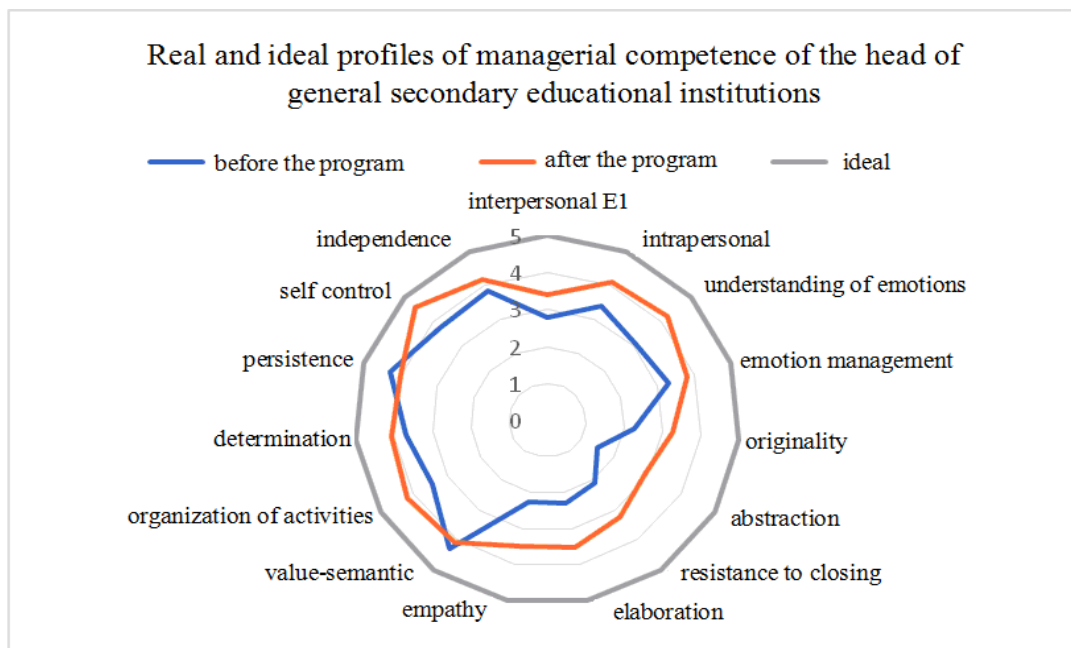 Real and ideal profiles of managerial competence of the head of
general secondary educational institutions
before the program
after the program
ideal
interpersonal E1
independence
intrapersonal
self control
understanding of emotions
persistence
emotion management
determination
originality
organization of activities
abstraction
value-semantic
resistance to closing
empathy
elaboration
5
4
3
2
1
0